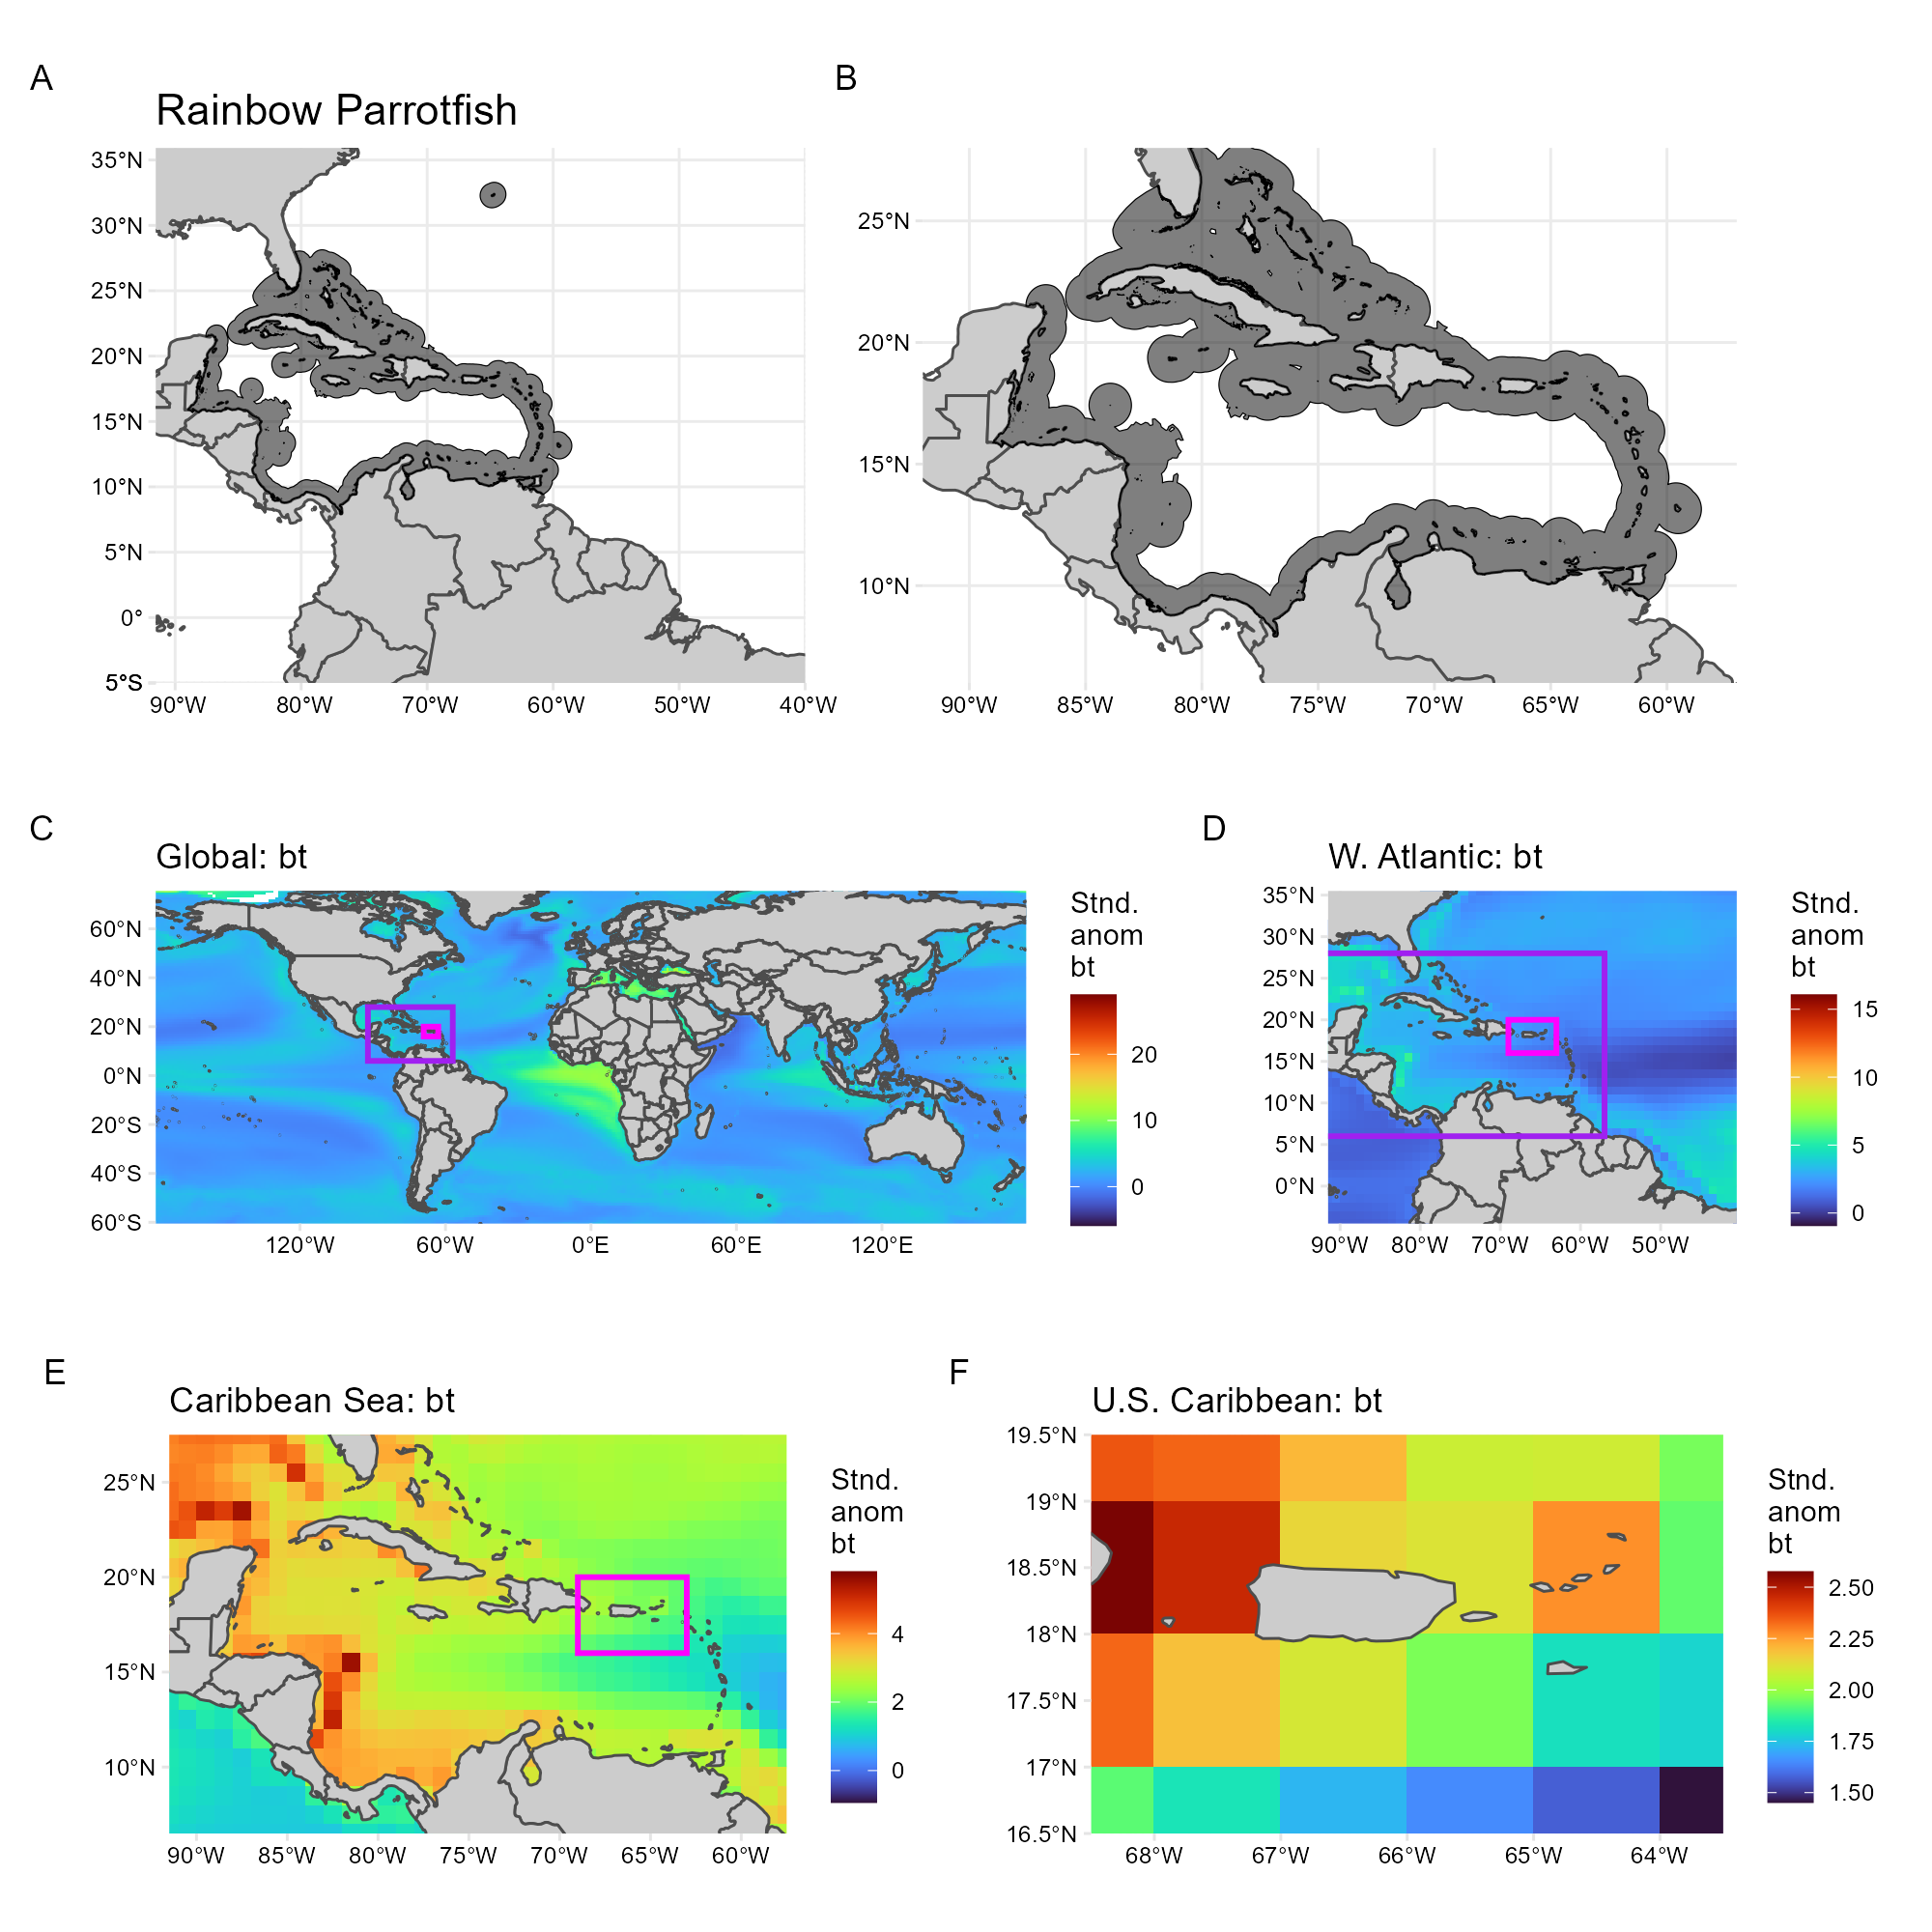 A
Rainbow Parrotfish
35°N
30°N
25°N
20°N
15°N
10°N
5°N
0°
5°S
90°W 80°W 70°W 60°W 50°W 40°W
B
25°N
20°N
15°N
10°N
90°W 85°W 80°W 75°W 70°W 65°W 60°W
C
Global: bt
60°N
40°N
20°N
0°N
20°S
40°S
60°S
120°W 60°W 0°E 60°E 120°E
Stnd.
anom
bt
20
10
0
D
W. Atlantic: bt
35°N
30°N
25°N
20°N
15°N
10°N
5°N
0°N
90°W 80°W 70°W 60°W 50°W
Stnd.
anom
bt
15
10
5
0
E
Caribbean Sea: bt
25°N
20°N
15°N
10°N
90°W 85°W 80°W 75°W 70°W 65°W 60°W
Stnd.
anom
bt
4
2
0
F
U.S. Caribbean: bt
19.5°N
19°N
18.5°N
18°N
17.5°N
17°N
16.5°N
68°W 67°W 66°W 65°W 64°W
Stnd.
anom
bt
2.50
2.25
2.00
1.75
1.50